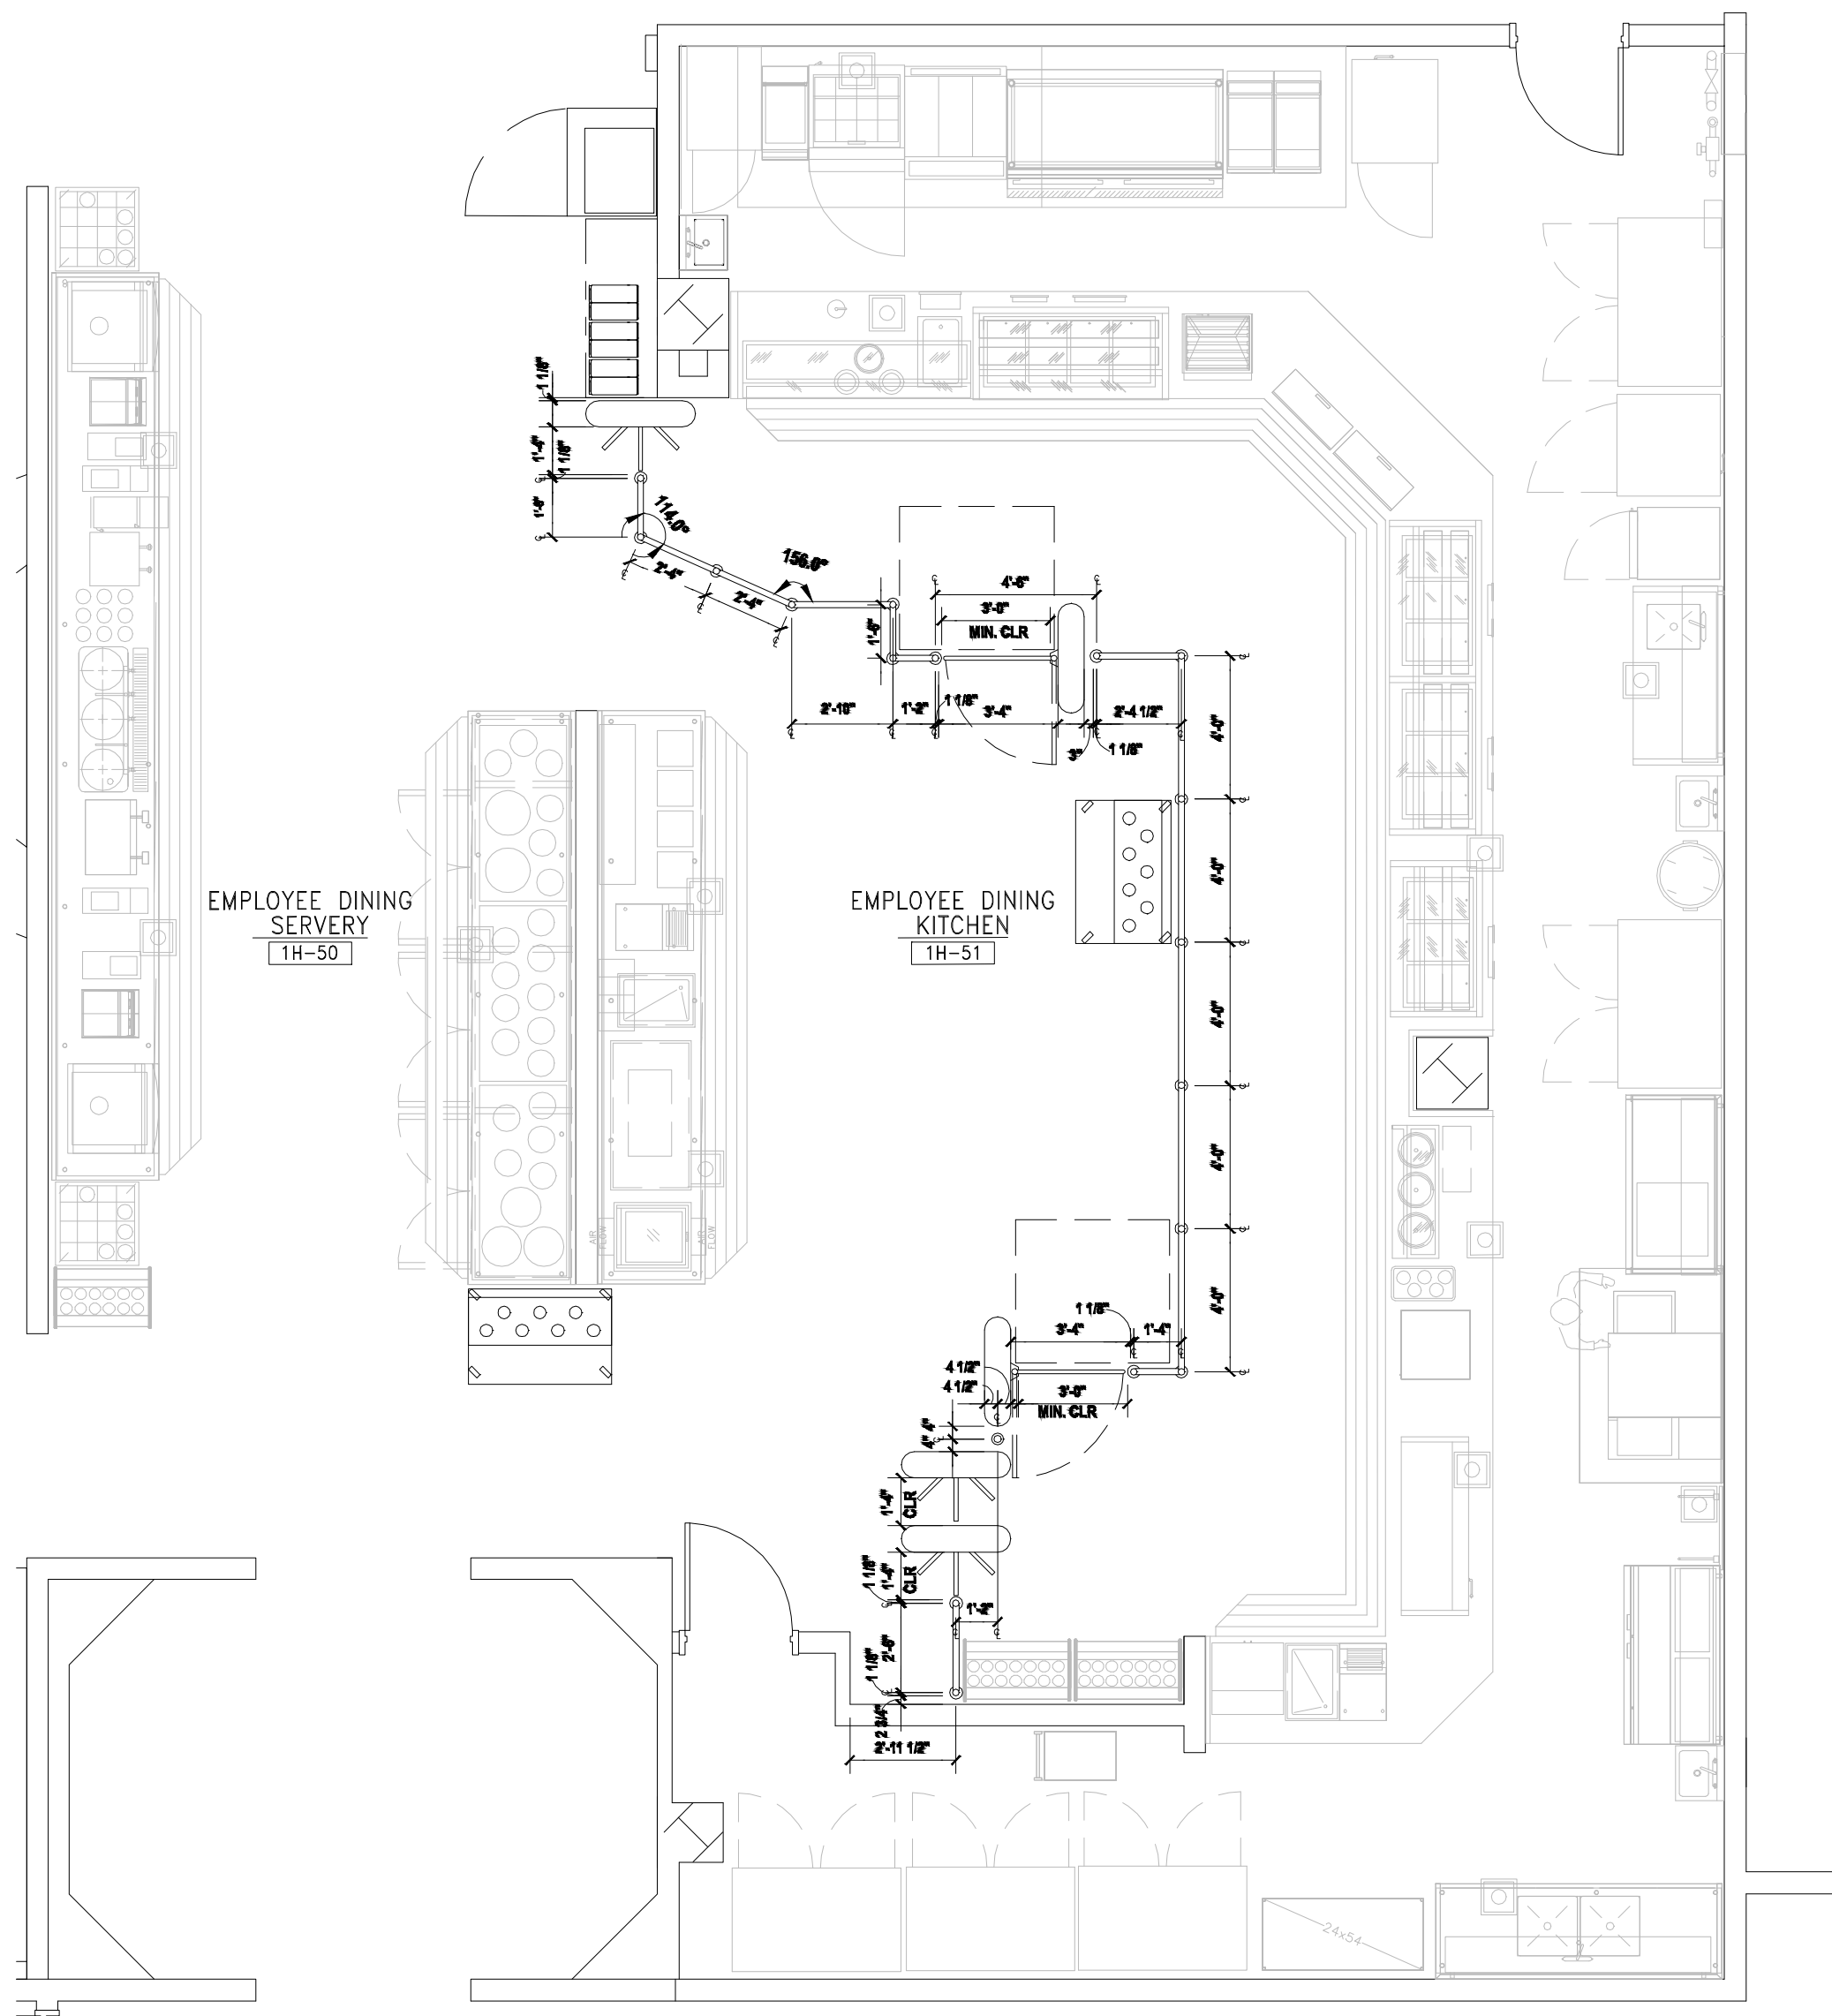 1 1/8"
1'-4"
1 1/8"
1'-8"
114.0°
2'-4"
2'-4"
156.0°
1'-6"
4'-6"
3'-0"
MIN. CLR
2'-10"
1'-2"
1 1/8"
3'-4"
3"
1 1/8"
2'-4 1/2"
4'-0"
4'-0"
4'-0"
4'-0"
4'-0"
EMPLOYEE DINING
SERVERY
1H-50
EMPLOYEE DINING
KITCHEN
1H-51
AIR
FLOW
AIR
FLOW
1 1/8"
3'-4"
1'-4"
4 1/2"
4 1/2"
3'-0"
MIN. CLR
4"
4"
1'-4"
CLR
1 1/8"
1'-4"
CLR
1'-2"
1 1/8"
2'-6"
2 3/4"
2'-11 1/2"
24x54